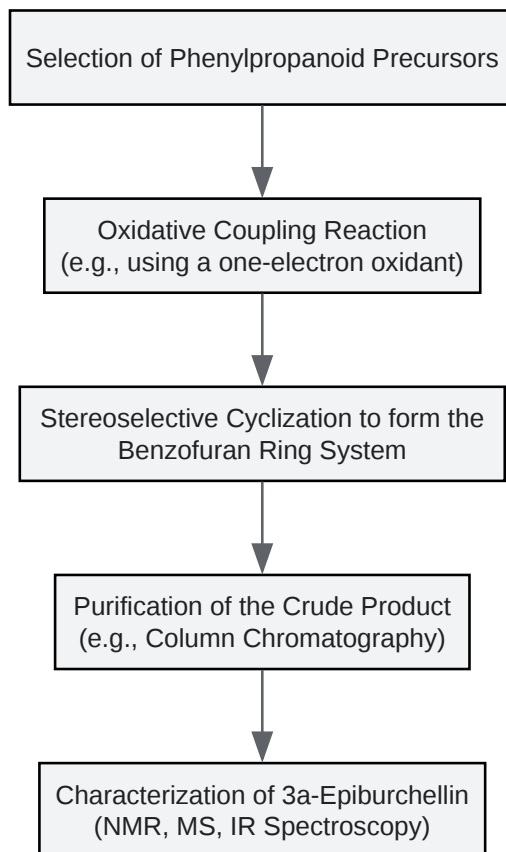 Selection of Phenylpropanoid Precursors
Oxidative Coupling Reaction
(e.g., using a one-electron oxidant)
Stereoselective Cyclization to form the
Benzofuran Ring System
Purification of the Crude Product
(e.g., Column Chromatography)
Characterization of 3a-Epiburchellin
(NMR, MS, IR Spectroscopy)